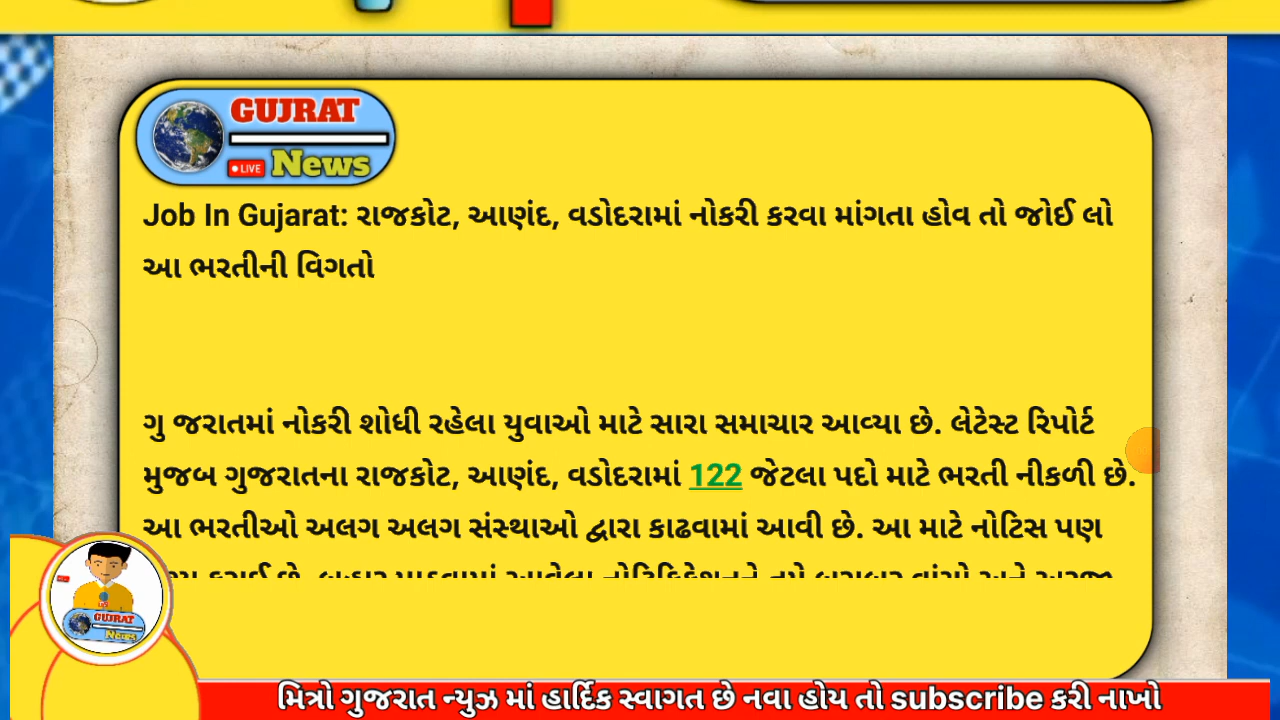 GUJRAT
LIVE News
Job In Gujarat: રાજકોટ, આણંદ, વડોદરામાં નોકરી કરવા માંગતા હોવ તો જોઈ લો
આ ભરતીની વિગતો
ગુ જરાતમાં નોકરી શોધી રહેલા યુવાઓ માટે સારા સમાચાર આવ્યા છે. લેટેસ્ટ રિપોર્ટ
મુજબ ગુજરાતના રાજકોટ, આણંદ, વડોદરામાં 122 જેટલા પદો માટે ભરતી નીકળી છે.
આ ભરતીઓ અલગ અલગ સંસ્થાઓ દ્વારા કાઢવામાં આવી છે. આ માટે નોટિસ પણ
GUJRAT
News
મિત્રો ગુજરાત ન્યુઝ માં હાર્દિક સ્વાગત છે નવા હોય તો subscribe કરી નાખો